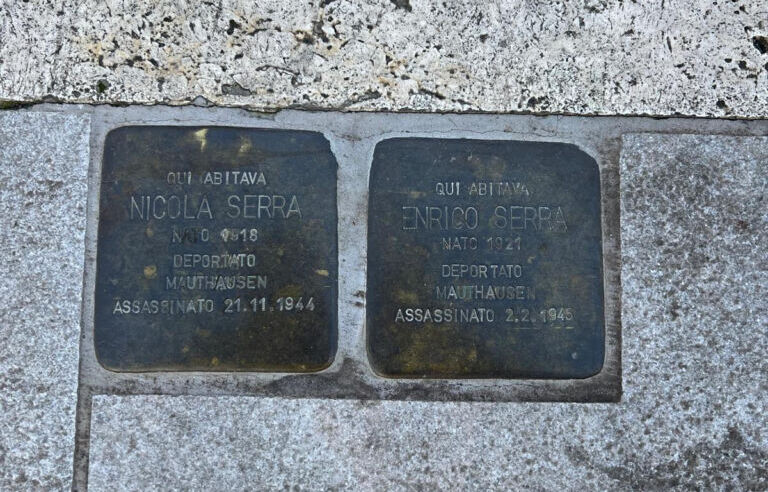 QUI ABITAVA
NICOLA SERRA
NATO 1918
DEPORTATO
MAUTHAUSEN
ASSASSINATO 21.11.1944
QUI ABITAVA
ENRICO SERRA
NATO 1921
DEPORTATO
MAUTHAUSEN
ASSASSINATO 2.2.1945